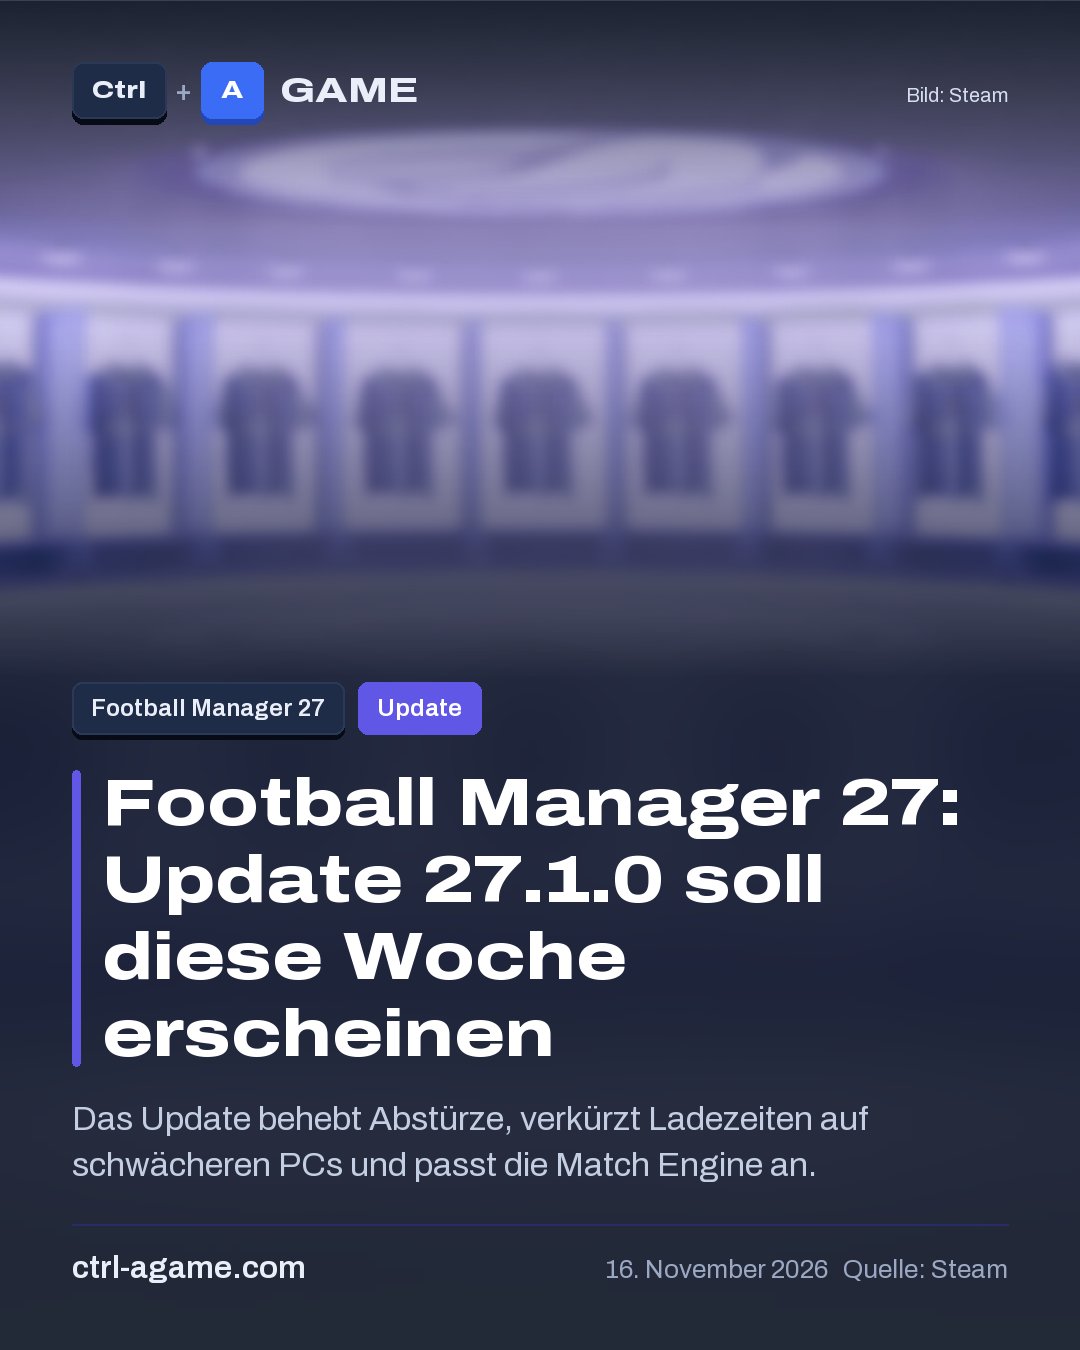 Ctrl + A GAME
Bild: Steam
Football Manager 27 Update
Football Manager 27:
Update 27.1.0 soll
diese Woche
erscheinen
Das Update behebt Abstürze, verkürzt Ladezeiten auf
schwächeren PCs und passt die Match Engine an.
ctrl-agame.com
16. November 2026 Quelle: Steam